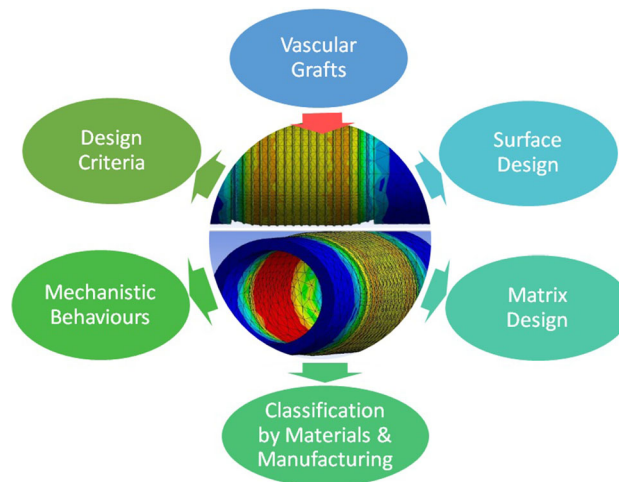 Vascular
Grafts
Design
Criteria
Surface
Design
Mechanistic
Behaviours
Matrix
Design
Classification
by Materials &
Manufacturing